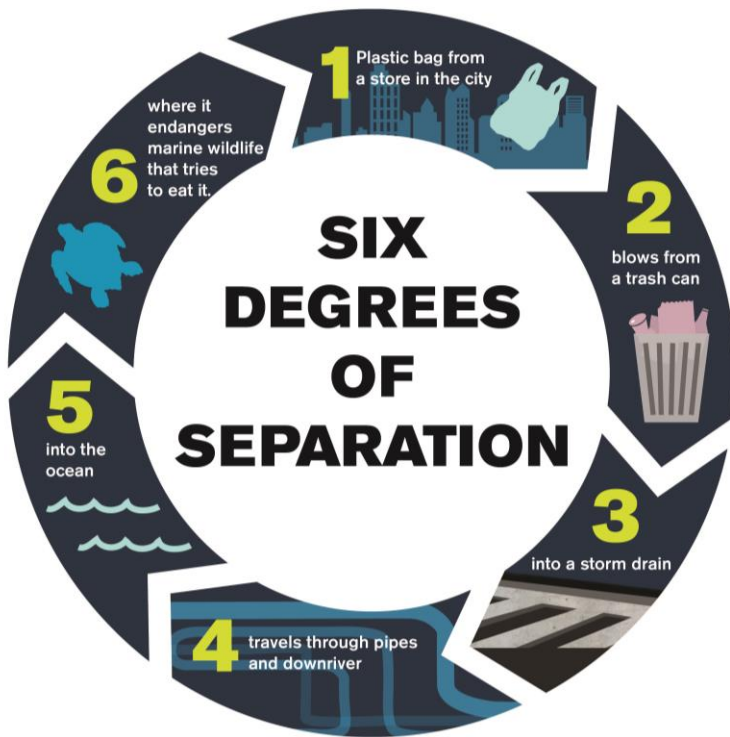 SIX
DEGREES
OF
SEPARATION
1
Plastic bag from
a store in the city
2
blows from
a trash can
3
into a storm drain
4
travels through pipes
and downriver
5
into the
ocean
6
where it
endangers
marine wildlife
that tries
to eat it.